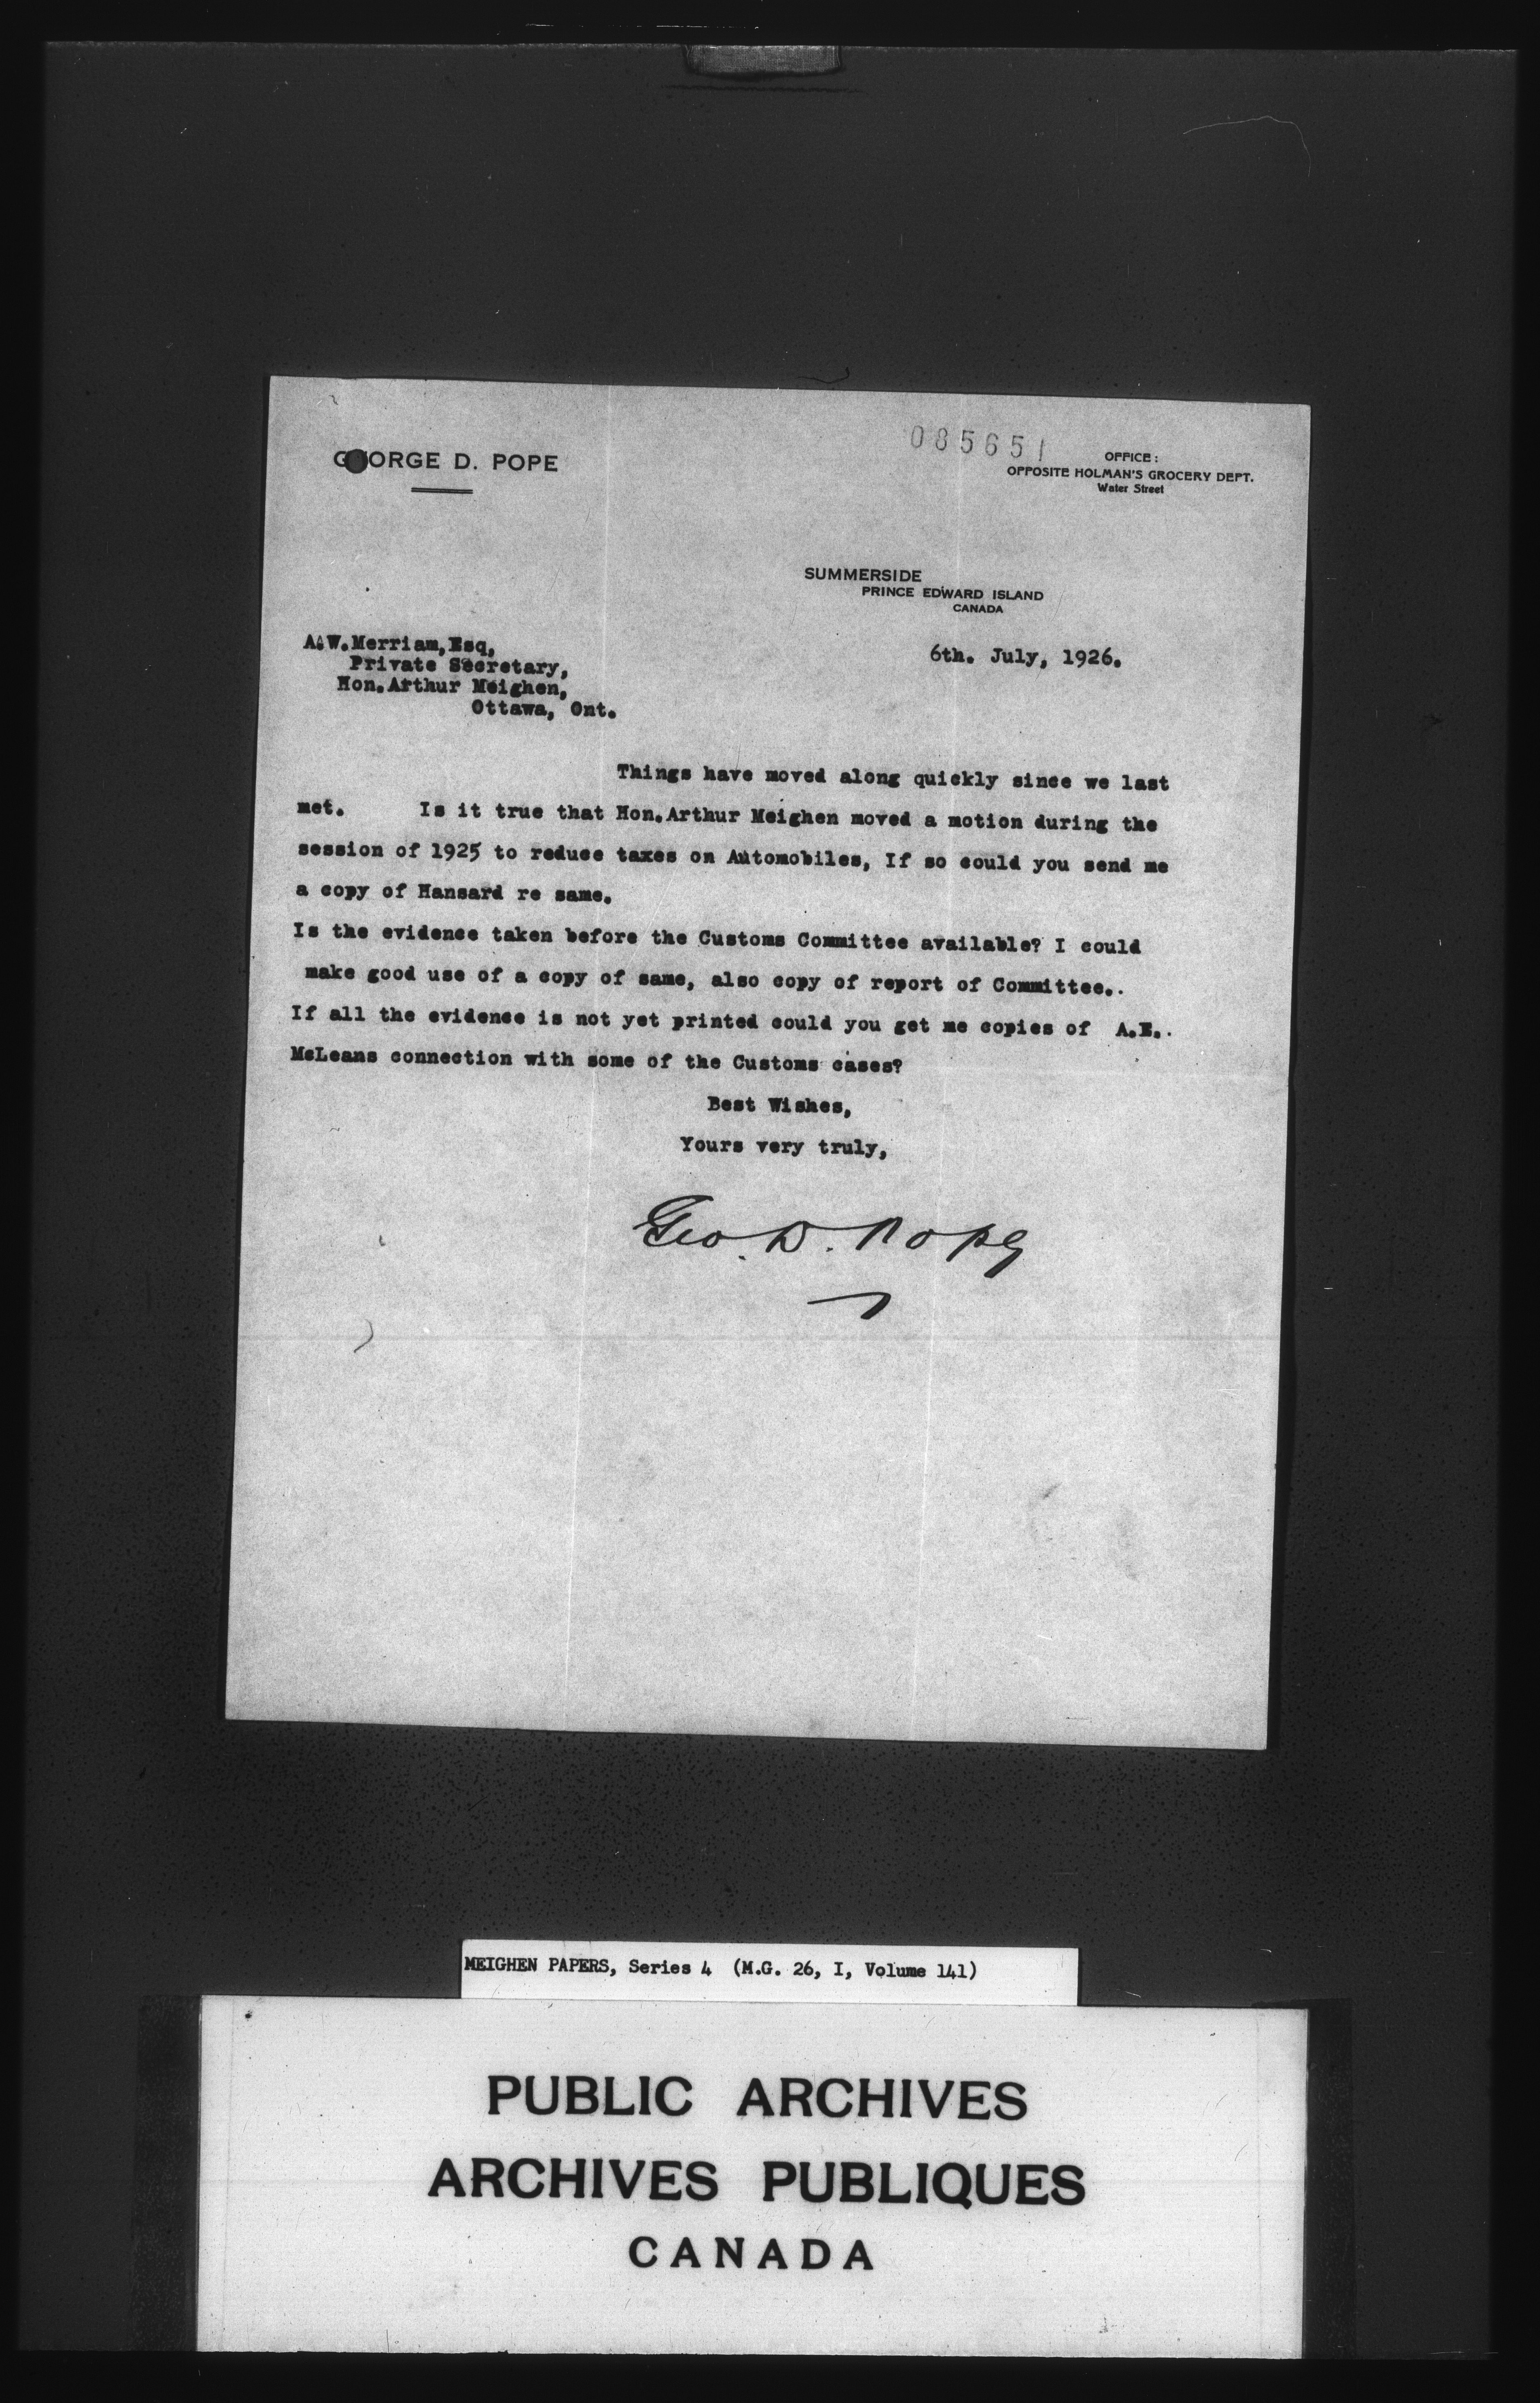 085651
GEORGE D. POPE
OFFICE:
OPPOSITE HOLMAN'S GROCERY DEPT.
Water Street
SUMMERSIDE
PRINCE EDWARD ISLAND
CANADA
A.W.Merriam,Esq,
Private Secretary,
Hon.Arthur Meighen,
Ottawa, Ont.
6th. July, 1926.
Things have moved along quickly since we last
met. Is it true that Hon.Arthur Meighen moved a motion during the
session of 1925 to reduce taxes on Automobiles, If so could you send me
a copy of Hansard re same.
Is the evidence taken before the Customs Committee available? I could
make good use of a copy of same, also copy of report of Committee..
If all the evidence is not yet printed could you get me copies of A.E..
McLeans connection with some of the Customs cases?
Best Wishes,
Yours very truly,
Geo. D. Pope
MEIGHEN PAPERS, Series 4 (M.G. 26, I, Volume 141)
PUBLIC ARCHIVES
ARCHIVES PUBLIQUES
CANADA